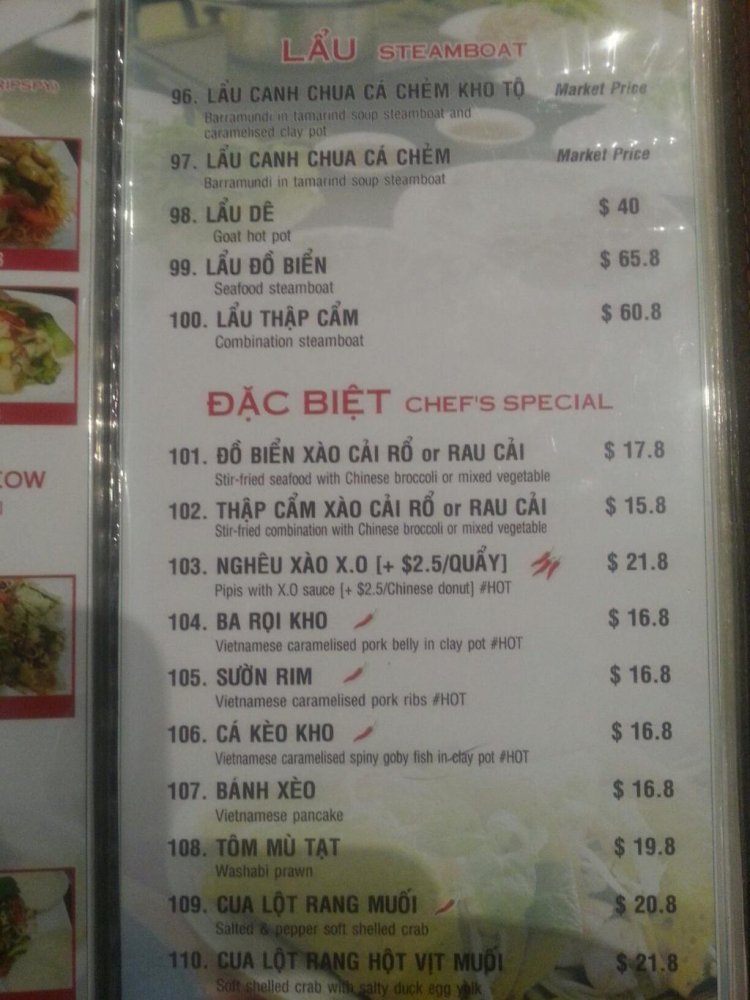 LẨU STEAMBOAT
96. LẨU CANH CHUA CÁ CHẺM KHO TỘ Market Price
Barramundi in tamarind soup steamboat and
caramelised clay pot
97. LẨU CANH CHUA CÁ CHẺM Market Price
Barramundi in tamarind soup steamboat
98. LẨU DÊ $ 40
Goat hot pot
99. LẨU ĐỒ BIỂN $ 65.8
Seafood steamboat
100. LẨU THẬP CẨM $ 60.8
Combination steamboat
ĐẶC BIỆT CHEF'S SPECIAL
101. ĐỒ BIỂN XÀO CẢI RỔ or RAU CẢI $ 17.8
Stir-fried seafood with Chinese broccoli or mixed vegetable
102. THẬP CẨM XÀO CẢI RỔ or RAU CẢI $ 15.8
Stir-fried combination with Chinese broccoli or mixed vegetable
103. NGHÊU XÀO X.O [+ $2.5/QUẨY] $ 21.8
Pipis with X.O sauce [+ $2.5/Chinese donut] #HOT
104. BA RỌI KHO $ 16.8
Vietnamese caramelised pork belly in clay pot #HOT
105. SƯỜN RIM $ 16.8
Vietnamese caramelised pork ribs #HOT
106. CÁ KÈO KHO $ 16.8
Vietnamese caramelised spiny goby fish in clay pot #HOT
107. BÁNH XÈO $ 16.8
Vietnamese pancake
108. TÔM MÙ TẠT $ 19.8
Washabi prawn
109. CUA LỘT RANG MUỐI $ 20.8
Salted & pepper soft shelled crab
110. CUA LỘT RANG HỘT VỊT MUỐI $ 21.8
Soft shelled crab with salty duck egg yolk